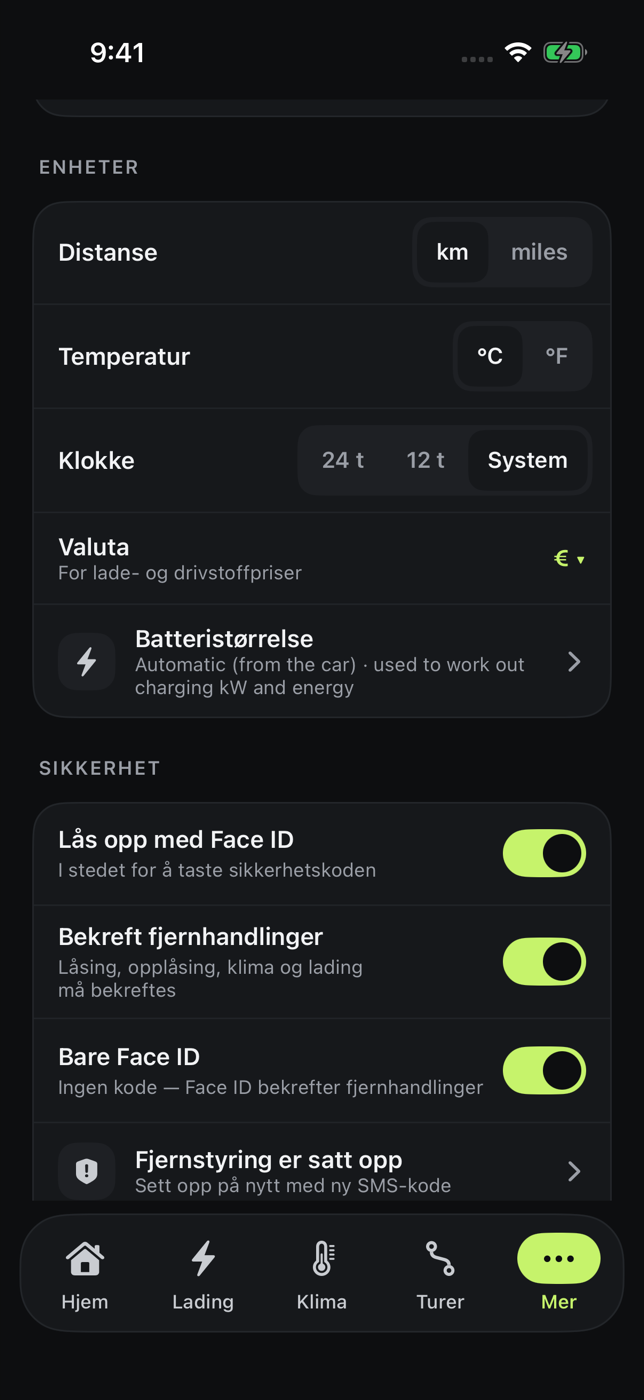 9:41
ENHETER
Distanse
km miles
Temperatur
°C °F
Klokke
24 t 12 t System
Valuta
For lade- og drivstoffpriser
€ ▾
Batteristørrelse
Automatic (from the car) · used to work out
charging kW and energy
SIKKERHET
Lås opp med Face ID
I stedet for å taste sikkerhetskoden
Bekreft fjernhandlinger
Låsing, opplåsing, klima og lading
må bekreftes
Bare Face ID
Ingen kode — Face ID bekrefter fjernhandlinger
Fjernstyring er satt opp
Sett opp på nytt med ny SMS-kode
Hjem Lading Klima Turer Mer